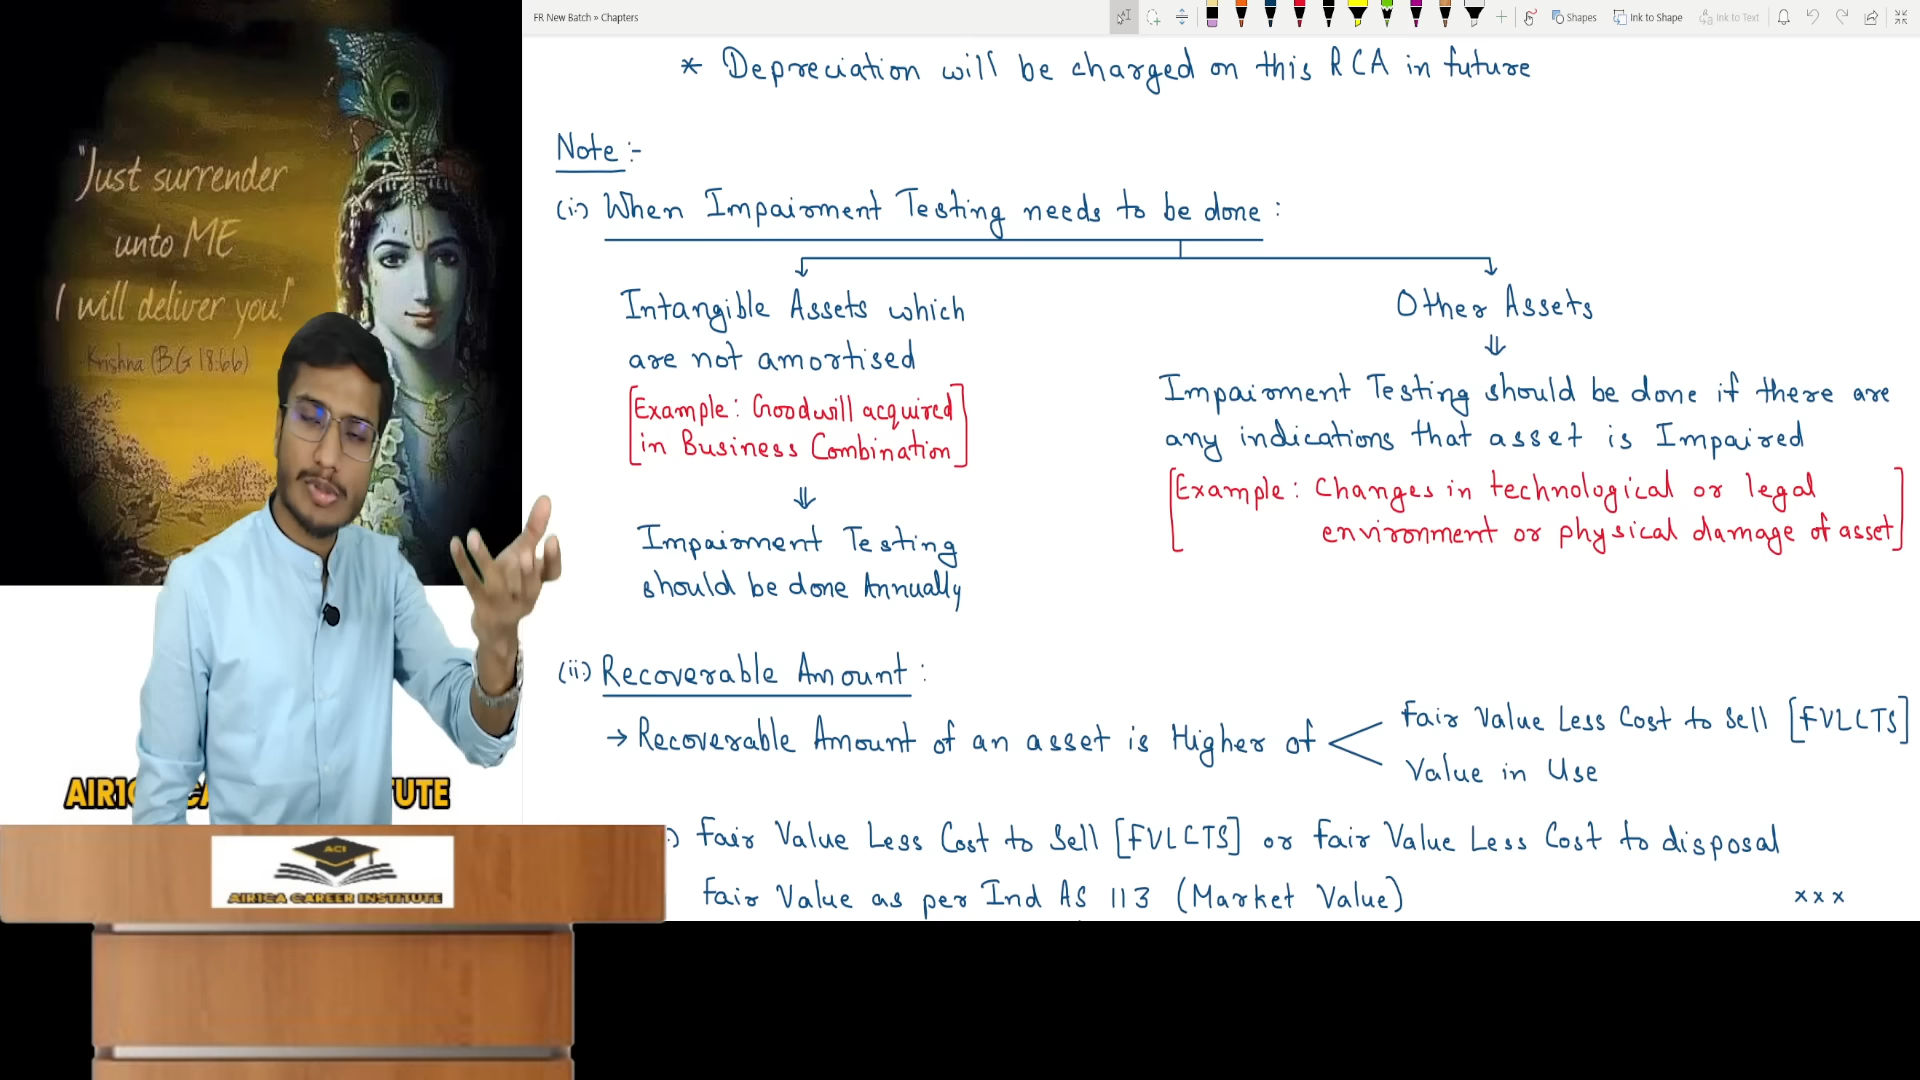 "Just surrender
unto ME
I will deliver you!"
- Krishna (B.G 18:66)
UTE
ACI
AIR1CA CAREER INSTITUTE
FR New Batch » Chapters
Shapes
Ink to Shape
Ink to Text
* Depreciation will be charged on this RCA in future
Note :-
(i) When Impairment Testing needs to be done :
Intangible Assets which
are not amortised
[Example: Goodwill acquired
in Business Combination]
⇓
Impairment Testing
should be done Annually
Other Assets
⇓
Impairment Testing should be done if there are
any indications that asset is Impaired
[Example: Changes in technological or legal
environment or physical damage of asset]
(ii) Recoverable Amount :
→ Recoverable Amount of an asset is Higher of
Fair Value Less Cost to Sell [FVLCTS]
Value in Use
) Fair Value Less Cost to Sell [FVLCTS] or Fair Value Less Cost to disposal
Fair Value as per Ind AS 113 (Market Value) xxx